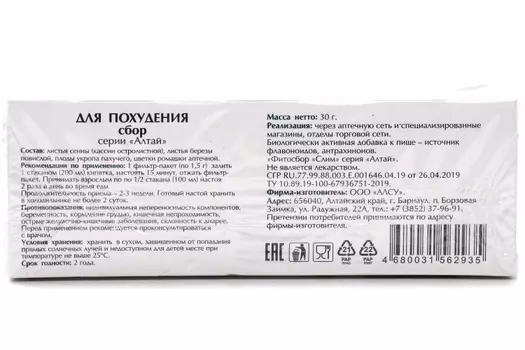 ДЛЯ ПОХУДЕНИЯ
сбор
серии «Алтай»
Состав: листья сенны (кассии остролистной), листья березы
повислой, плоды укропа пахучего, цветки ромашки аптечной.
Рекомендации по применению: 1 фильтр-пакет (по 1,5 г) залить
1 стаканом (200 мл) кипятка, настоять 15 минут, отжать фильтр-
пакет. Принимать взрослым по по 1/2 стакана (100 мл)
2 раза в день во время еды.
Продолжительность приема - 2-3 недели. Готовый настой хранить
в холодильнике не более 2 суток.
Противопоказания: индивидуальная непереносимость компонентов,
беременность, кормление грудью, кишечная непроходимость,
острые желудочно-кишечные заболевания, склонность к диарее.
Перед применением рекомендуется проконсультироваться
с врачом.
Условия хранения: хранить в сухом, защищенном от попадания
прямых солнечных лучей и недоступном для детей месте при
температуре не выше 25°С.
Срок годности: 2 года.
Масса нетто: 30 г.
Реализация: через аптечную сеть и специализированные
магазины, отделы торговой сети.
Биологически активная добавка к пище – источник
флавоноидов, антрахинонов.
«Фитосбор «Слим» серия «Алтай».
Не является лекарством.
СГР RU.77.99.88.003.Е.001646.04.19 от 26.04.2019
ТУ 10.89.19-100-67936751-2019.
Фирма-изготовитель: ООО «АЛСУ».
Адрес: 656040, Алтайский край, г. Барнаул, п. Борзовая
Заимка, ул. Радужная, 22А, тел.: +7 (3852) 37-99-91.
Претензии потребителей принимаются по адресу
фирмы-изготовителя.
EAC
21
PAP
22
PAP
4 680031 562935